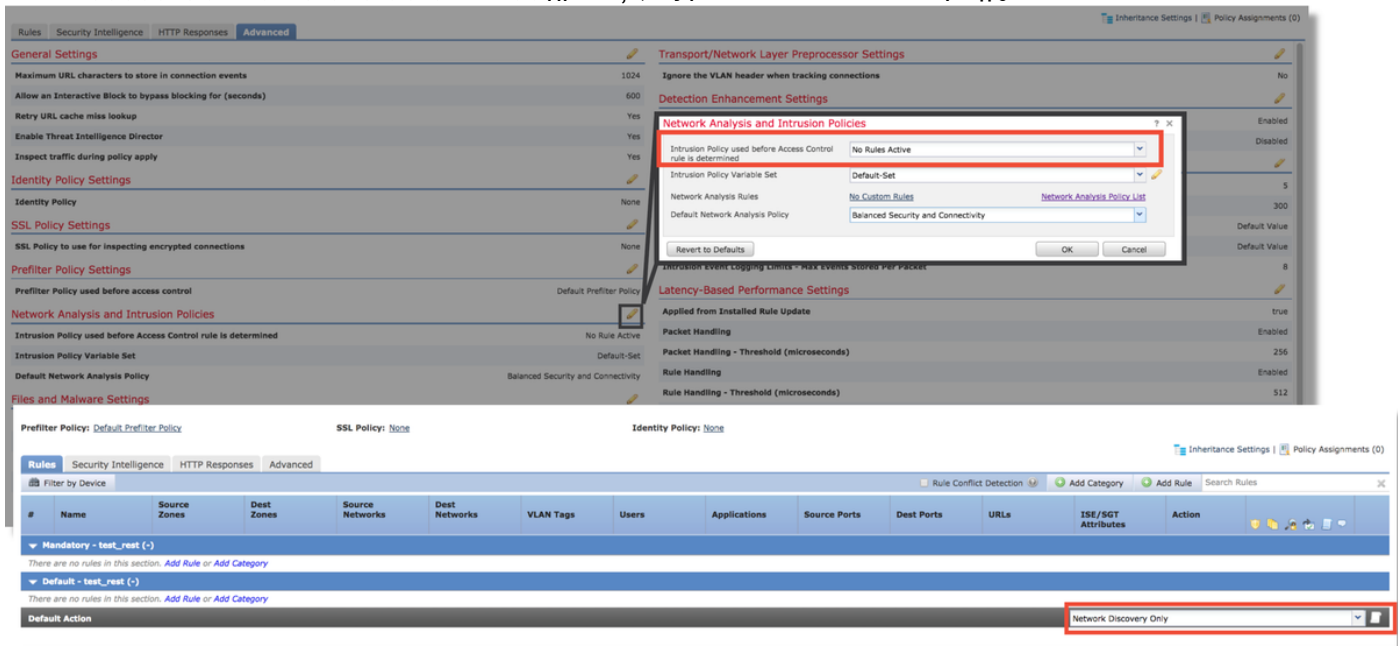 Inheritance Settings | Policy Assignments (0)
Rules Security Intelligence HTTP Responses Advanced
General Settings
Maximum URL characters to store in connection events 1024
Allow an Interactive Block to bypass blocking for (seconds) 600
Retry URL cache miss lookup Yes
Enable Threat Intelligence Director Yes
Inspect traffic during policy apply Yes
Identity Policy Settings
Identity Policy None
SSL Policy Settings
SSL Policy to use for inspecting encrypted connections None
Prefilter Policy Settings
Prefilter Policy used before access control Default Prefilter Policy
Network Analysis and Intrusion Policies
Intrusion Policy used before Access Control rule is determined No Rule Active
Intrusion Policy Variable Set Default-Set
Default Network Analysis Policy Balanced Security and Connectivity
Files and Malware Settings
Transport/Network Layer Preprocessor Settings
Ignore the VLAN header when tracking connections No
Detection Enhancement Settings
Enabled
Disabled
5
300
Default Value
Default Value
Intrusion Event Logging Limits - Max Events Stored Per Packet 8
Latency-Based Performance Settings
Applied from Installed Rule Update true
Packet Handling Enabled
Packet Handling - Threshold (microseconds) 256
Rule Handling Enabled
Rule Handling - Threshold (microseconds) 512
Network Analysis and Intrusion Policies ? ×
Intrusion Policy used before Access Control
rule is determined
No Rules Active
Intrusion Policy Variable Set Default-Set
Network Analysis Rules No Custom Rules Network Analysis Policy List
Default Network Analysis Policy Balanced Security and Connectivity
Revert to Defaults OK Cancel
Prefilter Policy: Default Prefilter Policy SSL Policy: None Identity Policy: None
Inheritance Settings | Policy Assignments (0)
Rules Security Intelligence HTTP Responses Advanced
Filter by Device Rule Conflict Detection Add Category Add Rule Search Rules
# Name Source Zones Dest Zones Source Networks Dest Networks VLAN Tags Users Applications Source Ports Dest Ports URLs ISE/SGT Attributes Action
Mandatory - test_rest (-)
There are no rules in this section. Add Rule or Add Category
Default - test_rest (-)
There are no rules in this section. Add Rule or Add Category
Default Action Network Discovery Only